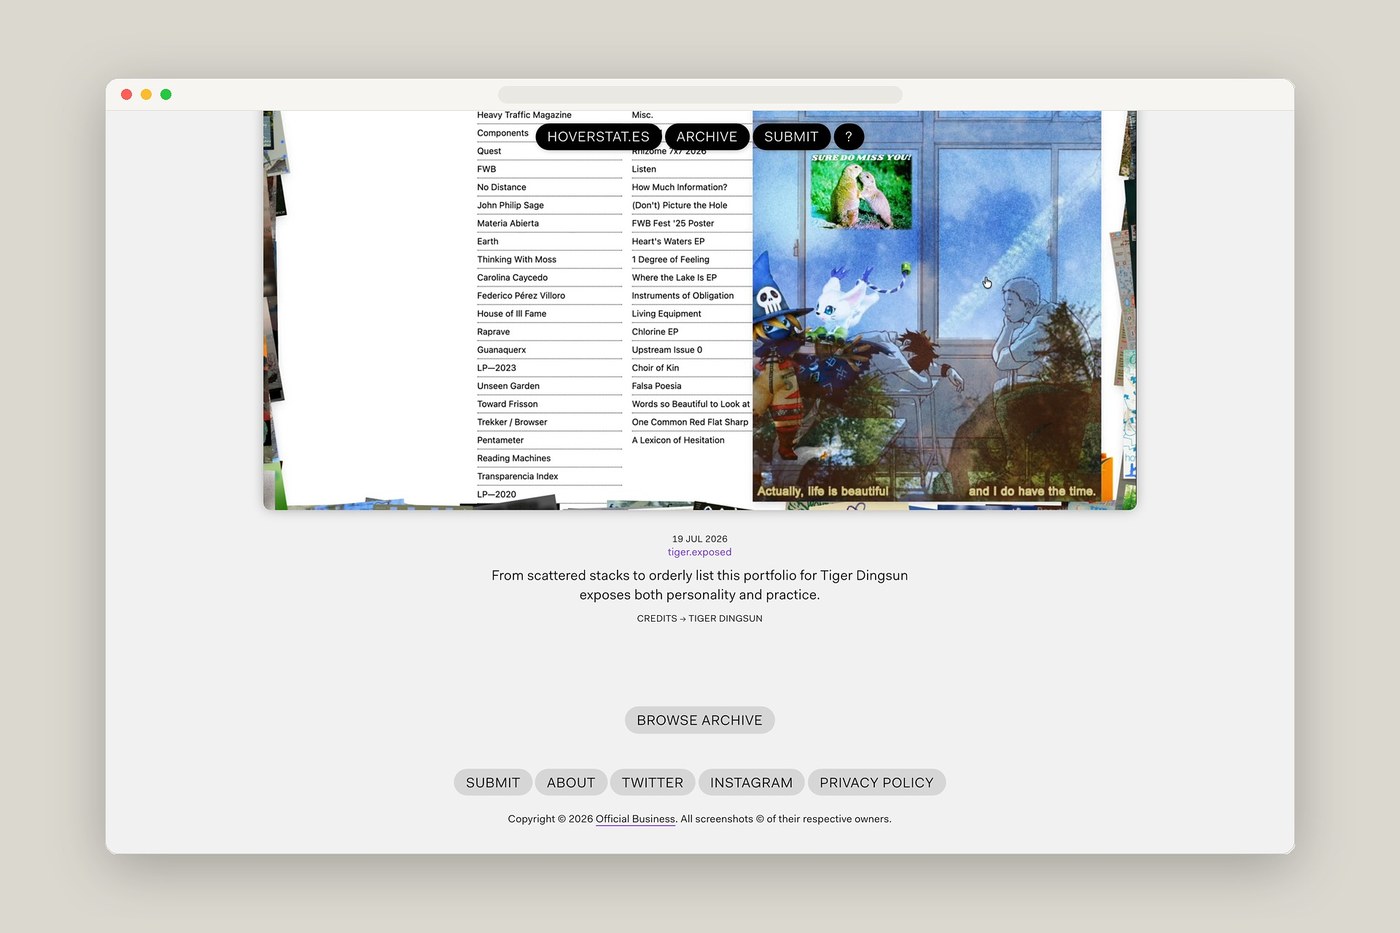 HOVERSTAT.ES
ARCHIVE
SUBMIT
?
Heavy Traffic Magazine
Components
Quest
FWB
No Distance
John Philip Sage
Materia Abierta
Earth
Thinking With Moss
Carolina Caycedo
Federico Pérez Villoro
House of Ill Fame
Raprave
Guanaquerx
LP—2023
Unseen Garden
Toward Frisson
Trekker / Browser
Pentameter
Reading Machines
Transparencia Index
LP—2020
Misc.
Rhizome 7x7 2026
Listen
How Much Information?
(Don't) Picture the Hole
FWB Fest '25 Poster
Heart's Waters EP
1 Degree of Feeling
Where the Lake Is EP
Instruments of Obligation
Living Equipment
Chlorine EP
Upstream Issue 0
Choir of Kin
Falsa Poesia
Words so Beautiful to Look at
One Common Red Flat Sharp
A Lexicon of Hesitation
SURE DO MISS YOU!
Actually, life is beautiful and I do have the time.
19 JUL 2026
tiger.exposed
From scattered stacks to orderly list this portfolio for Tiger Dingsun
exposes both personality and practice.
CREDITS → TIGER DINGSUN
BROWSE ARCHIVE
SUBMIT
ABOUT
TWITTER
INSTAGRAM
PRIVACY POLICY
Copyright © 2026 Official Business. All screenshots © of their respective owners.